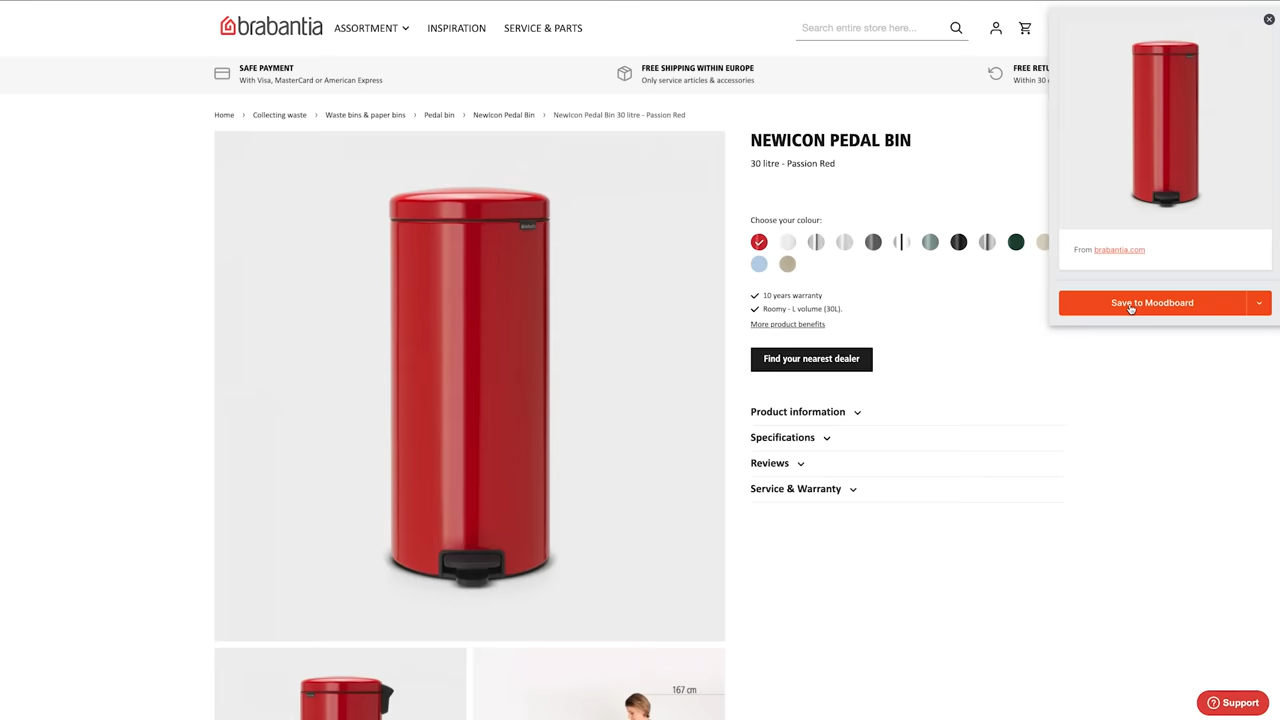 brabantia
ASSORTMENT
INSPIRATION
SERVICE & PARTS
Search entire store here...
SAFE PAYMENT
With Visa, MasterCard or American Express
FREE SHIPPING WITHIN EUROPE
Only service articles & accessories
FREE RETU
Within 30
Home > Collecting waste > Waste bins & paper bins > Pedal bin > NewIcon Pedal Bin > NewIcon Pedal Bin 30 litre - Passion Red
NEWICON PEDAL BIN
30 litre - Passion Red
Choose your colour:
10 years warranty
Roomy - L volume (30L).
More product benefits
Find your nearest dealer
Product information
Specifications
Reviews
Service & Warranty
From brabantia.com
Save to Moodboard
167 cm
Support